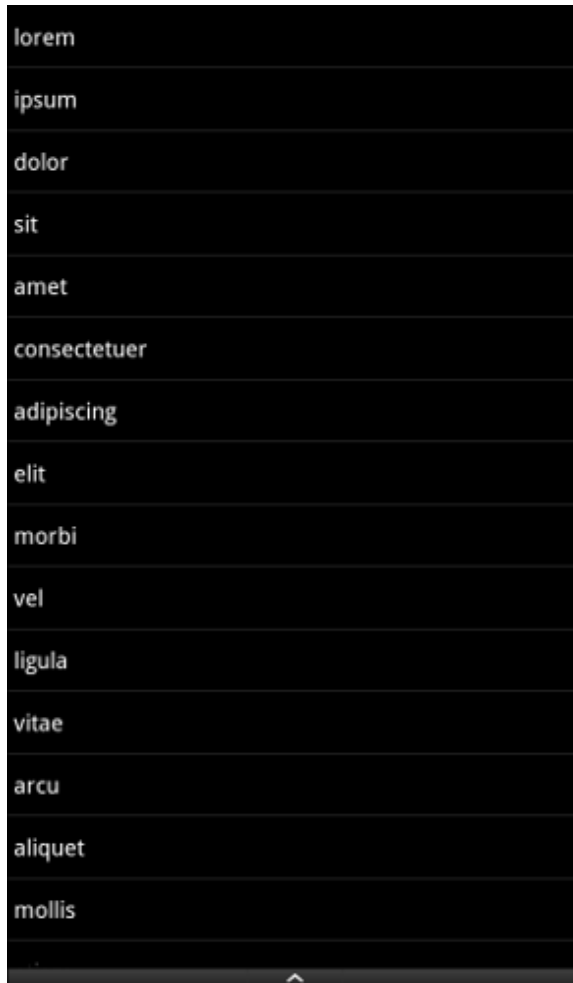 lorem
ipsum
dolor
sit
amet
consectetuer
adipiscing
elit
morbi
vel
ligula
vitae
arcu
aliquet
mollis